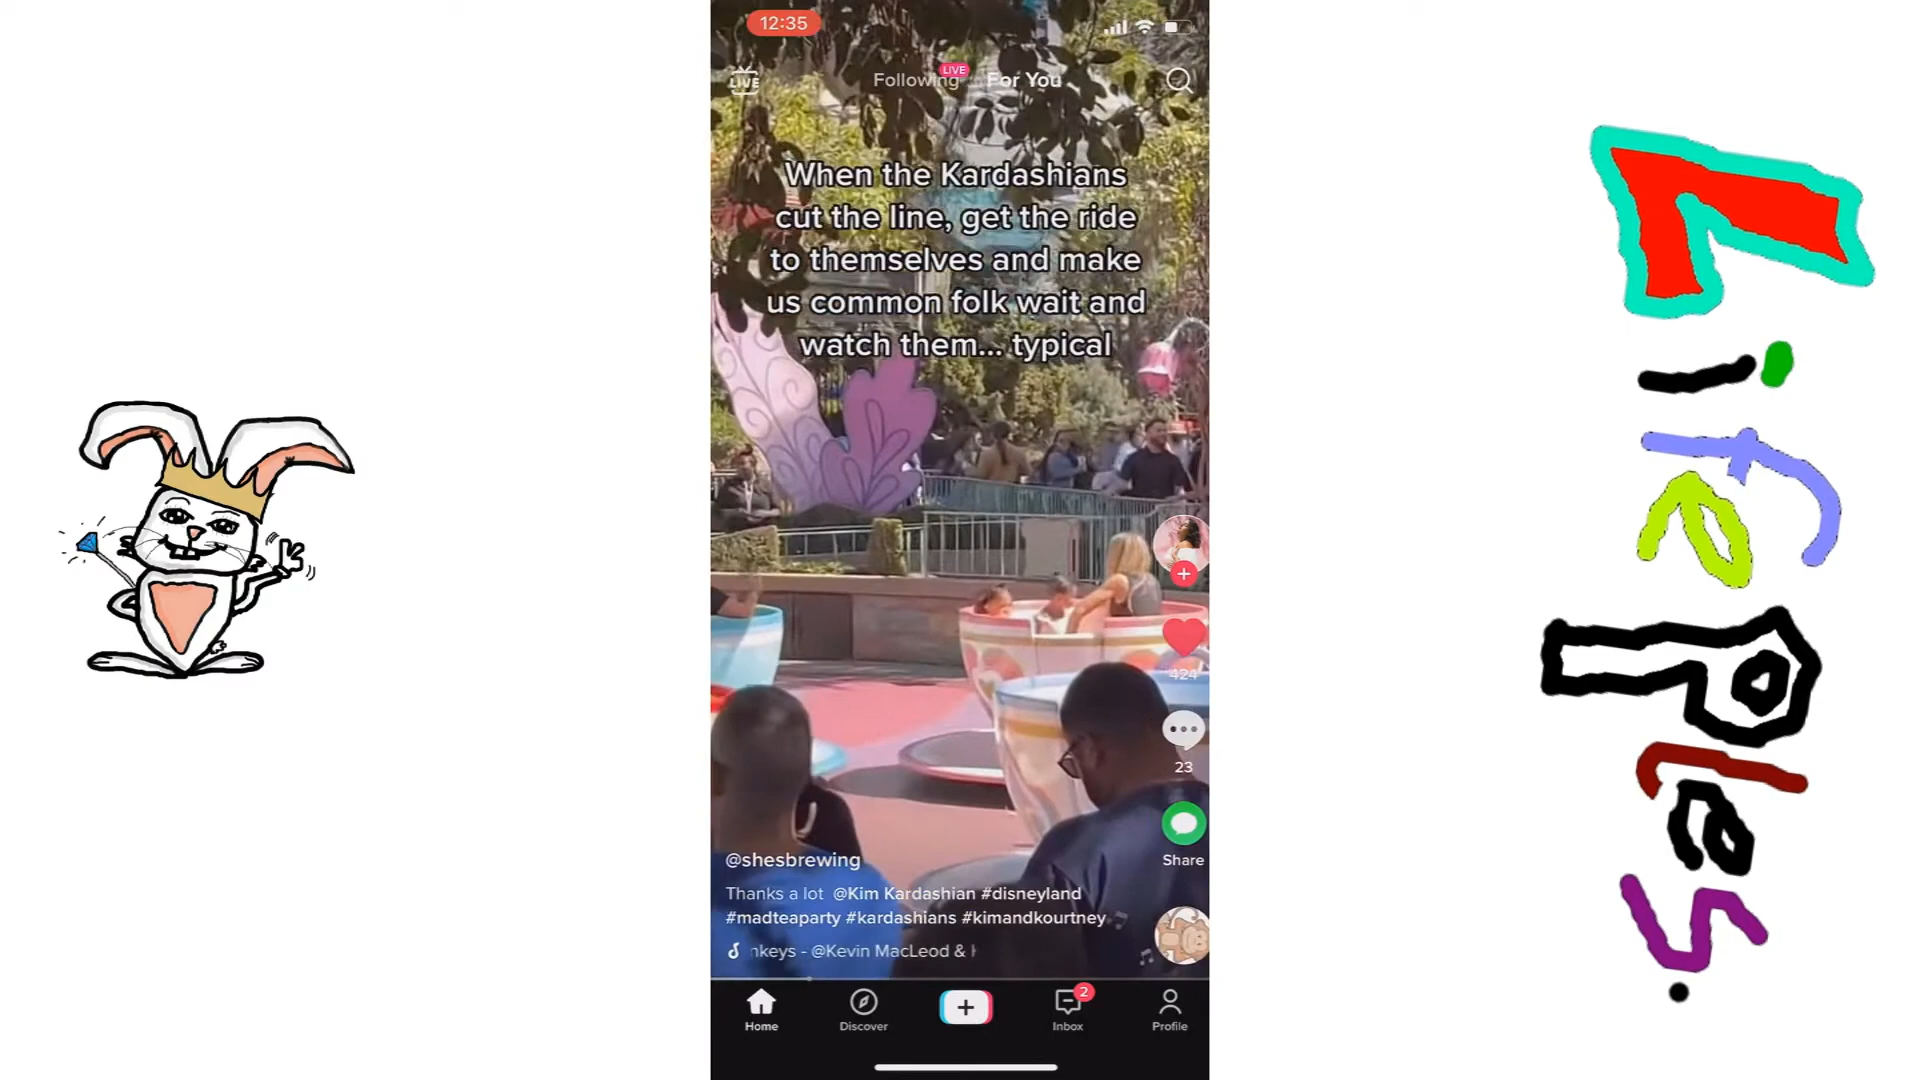 12:35
LIVE
Following
LIVE
For You
When the Kardashians
cut the line, get the ride
to themselves and make
us common folk wait and
watch them... typical
424
23
Share
@shesbrewing
Thanks a lot @Kim Kardashian #disneyland
#madteaparty #kardashians #kimandkourtney
nkeys - @Kevin MacLeod &
Home
Discover
2
Inbox
Profile
Lifeples.